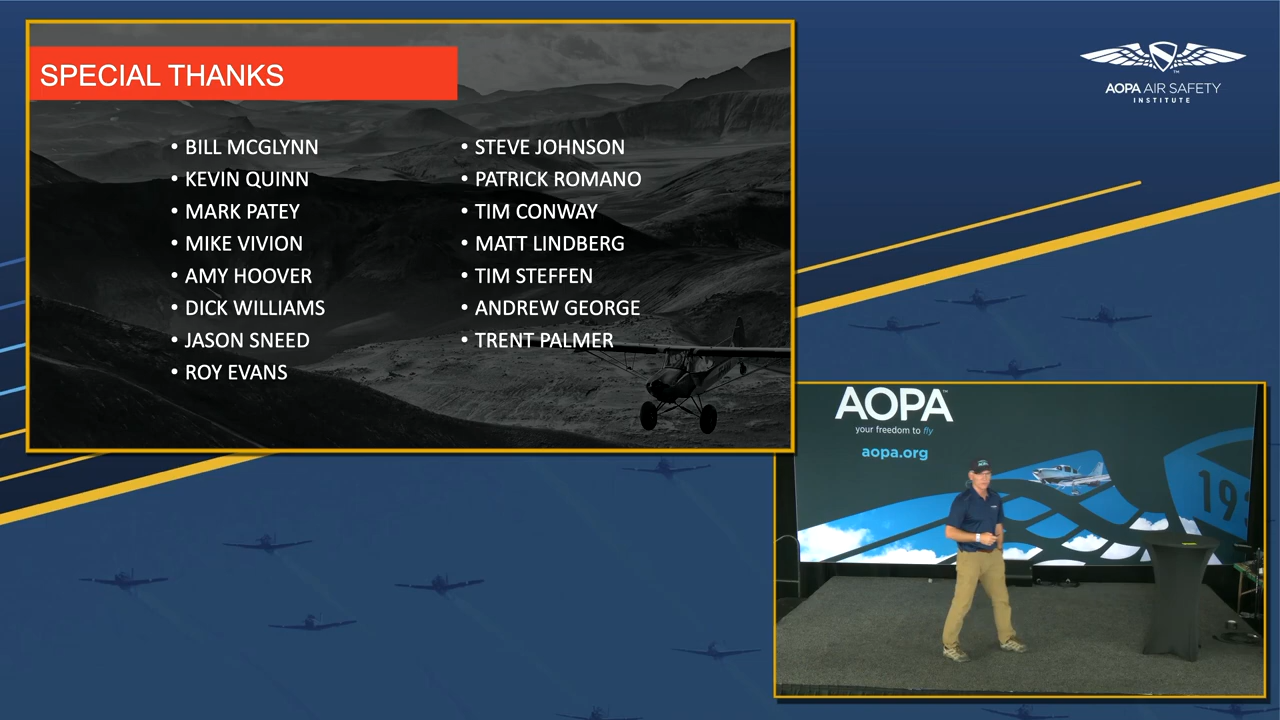 SPECIAL THANKS
• BILL MCGLYNN
• KEVIN QUINN
• MARK PATEY
• MIKE VIVION
• AMY HOOVER
• DICK WILLIAMS
• JASON SNEED
• ROY EVANS
• STEVE JOHNSON
• PATRICK ROMANO
• TIM CONWAY
• MATT LINDBERG
• TIM STEFFEN
• ANDREW GEORGE
• TRENT PALMER
AOPA AIR SAFETY
INSTITUTE
AOPA
your freedom to fly
aopa.org